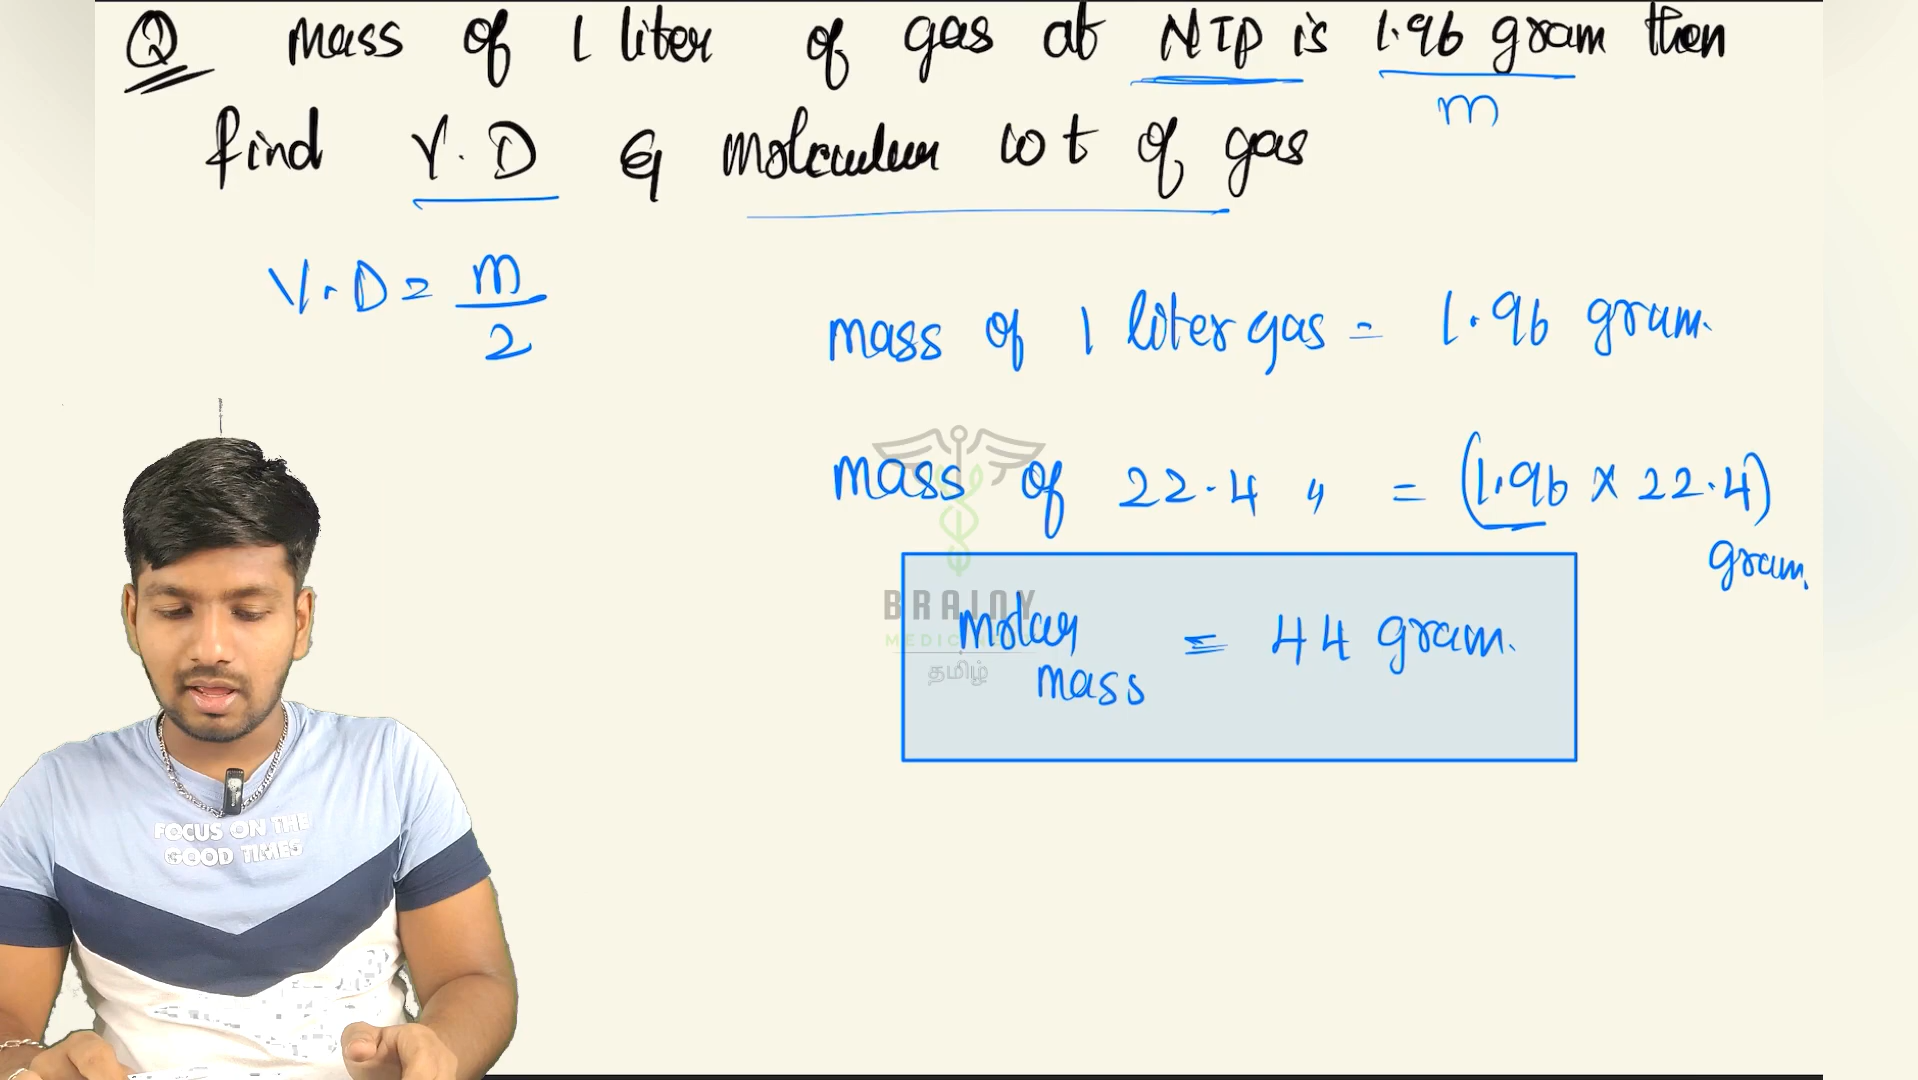 Q mass of 1 liter of gas at NTP is 1.96 gram then
m
find V.D & molecular wt of gas
V.D = m/2
mass of 1 liter gas = 1.96 gram.
mass of 22.4 〃 = (1.96 x 22.4)
gram.
BRAINY
MEDIC
தமிழ்
molar = 44 gram.
mass
FOCUS ON THE
GOOD TIMES